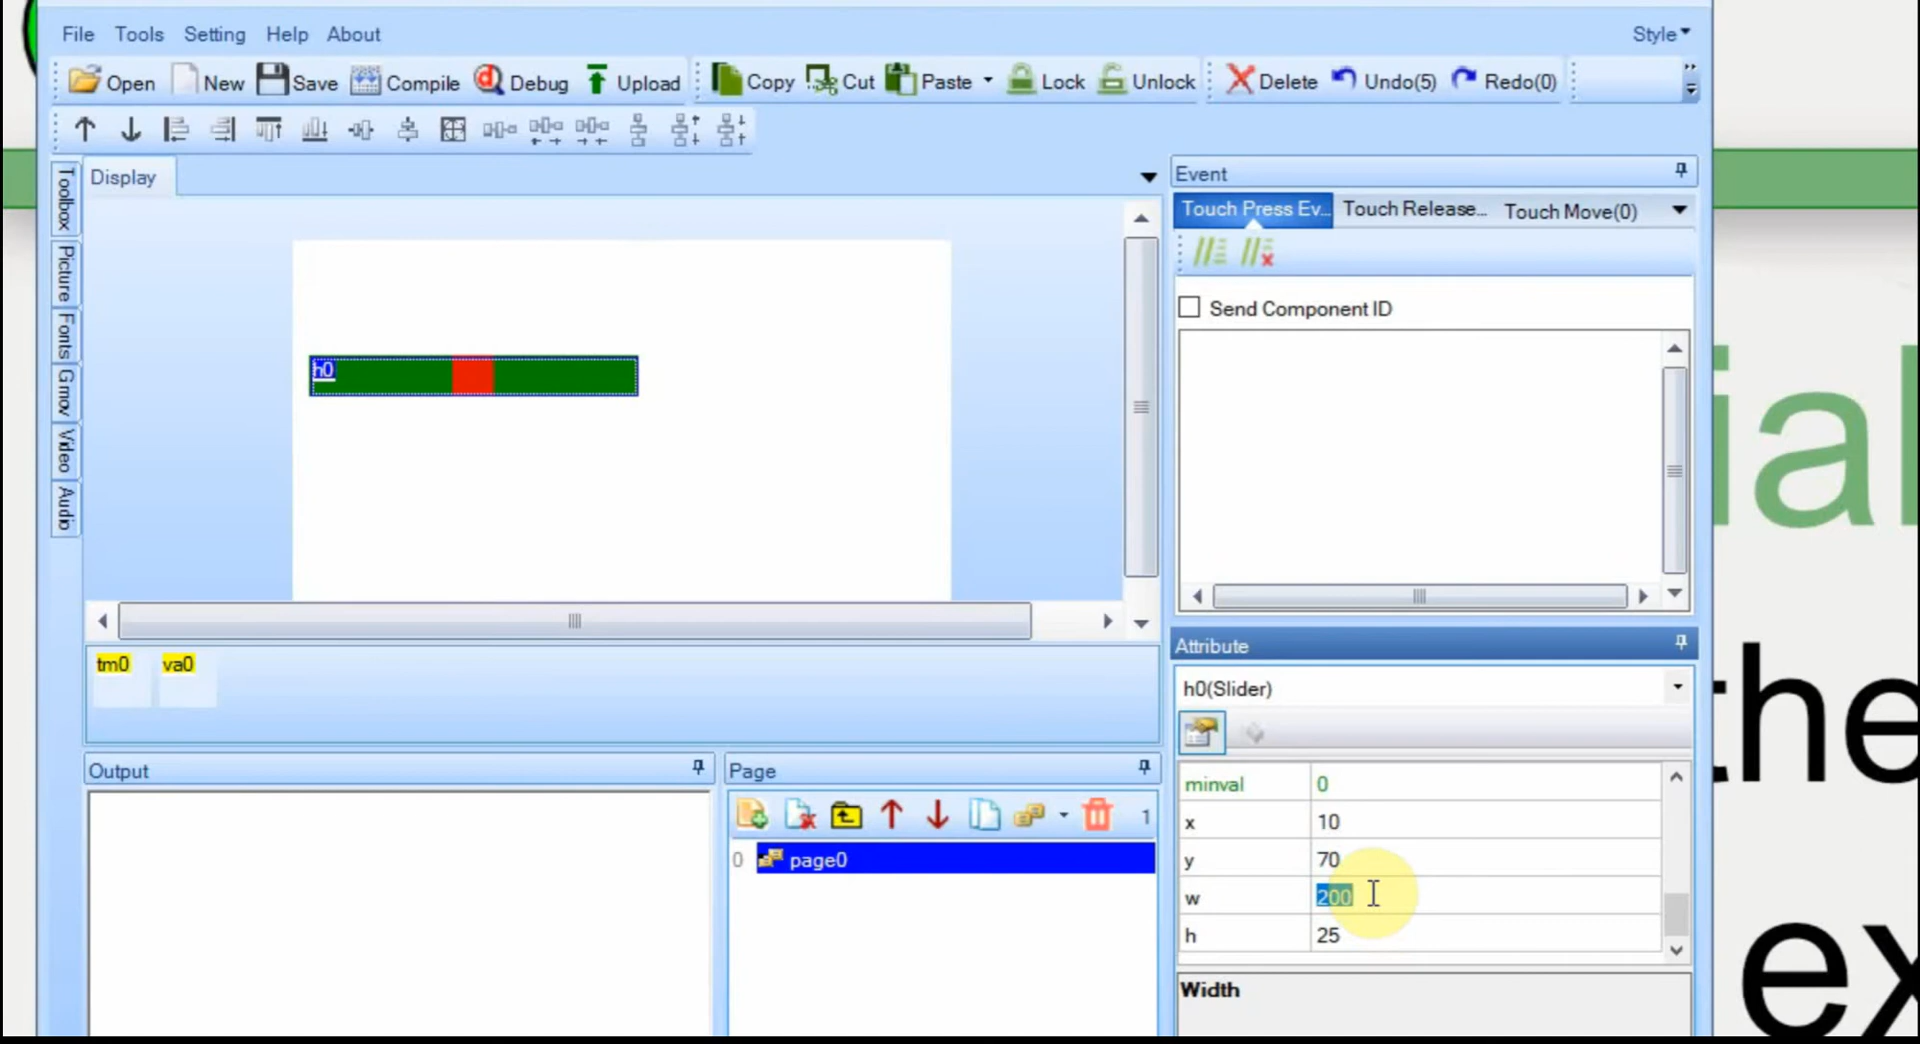 File Tools Setting Help About Style
Open New Save Compile Debug Upload Copy Cut Paste Lock Unlock Delete Undo(5) Redo(0)
Display
Toolbox
Picture
Fonts
Gmov
Video
Audio
h0
tm0 va0
Output
Page
1
0 page0
Event
Touch Press Ev... Touch Release... Touch Move(0)
Send Component ID
Attribute
h0(Slider)
minval 0
x 10
y 70
w 200
h 25
Width
ial
the
ex